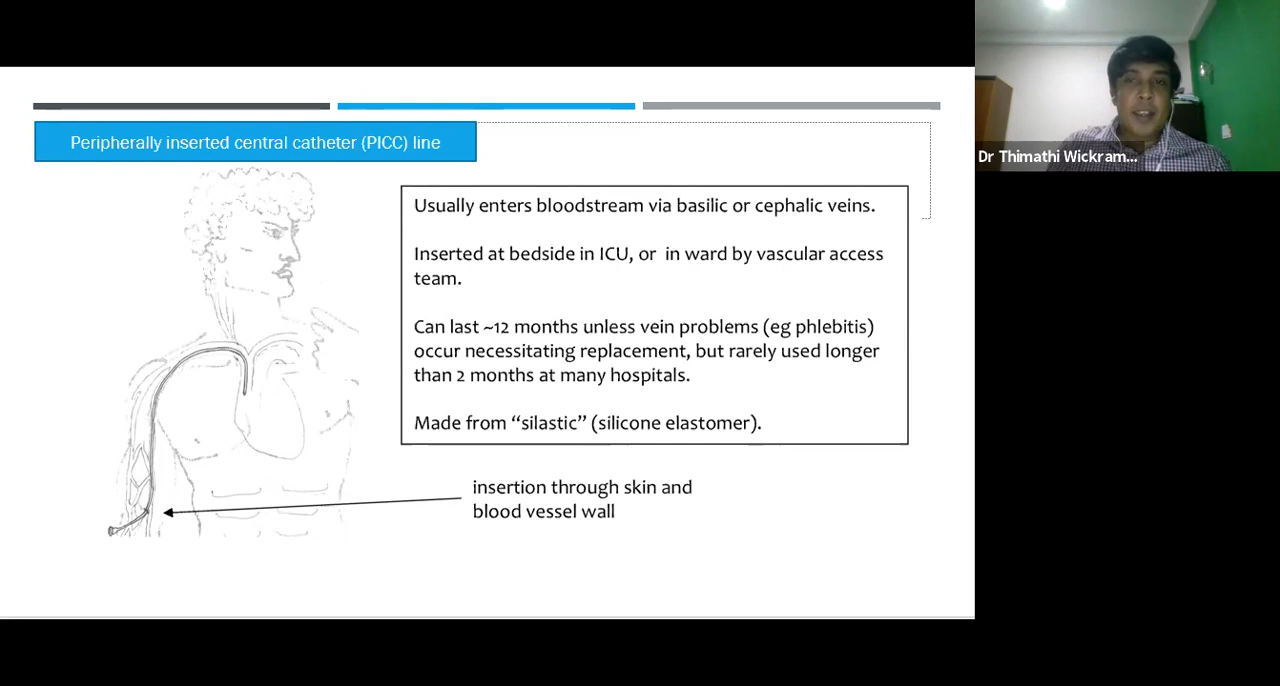 Peripherally inserted central catheter (PICC) line
Usually enters bloodstream via basilic or cephalic veins.
Inserted at bedside in ICU, or in ward by vascular access
team.
Can last ~12 months unless vein problems (eg phlebitis)
occur necessitating replacement, but rarely used longer
than 2 months at many hospitals.
Made from “silastic” (silicone elastomer).
insertion through skin and
blood vessel wall
Dr Thimathi Wickram...